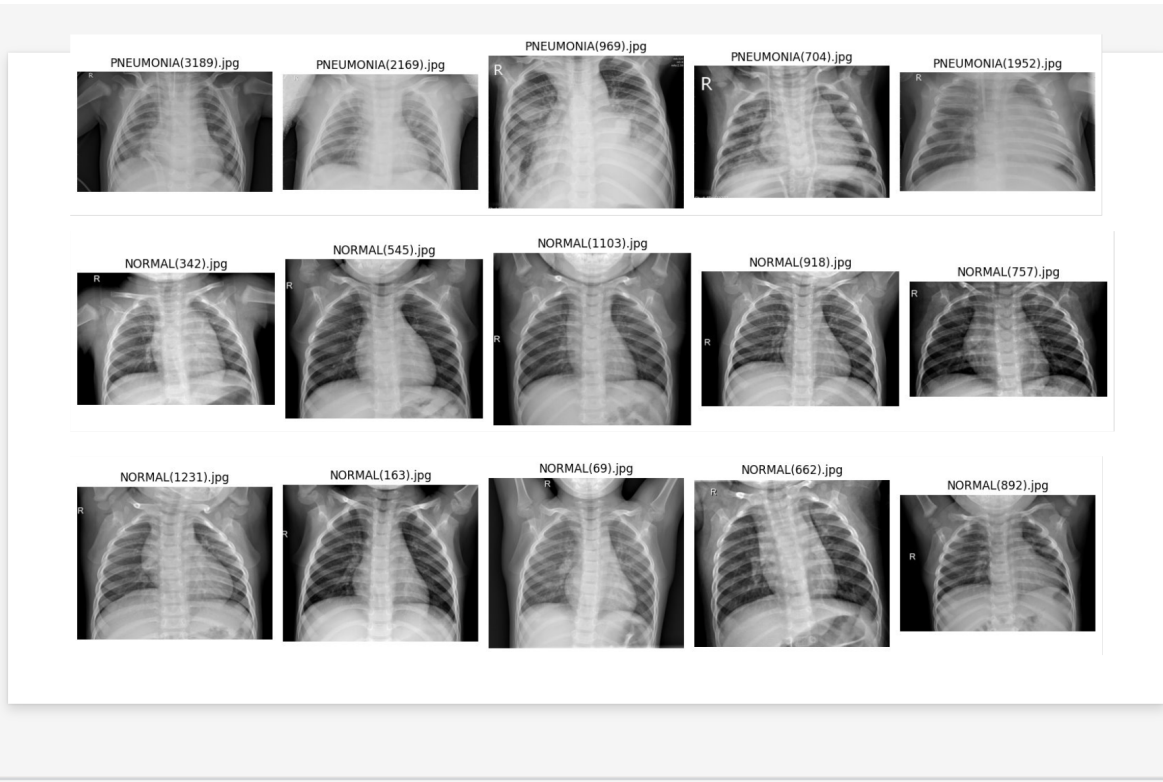 PNEUMONIA(3189).jpg
PNEUMONIA(2169).jpg
PNEUMONIA(969).jpg
PNEUMONIA(704).jpg
PNEUMONIA(1952).jpg
R
R
R
R
NORMAL(342).jpg
NORMAL(545).jpg
NORMAL(1103).jpg
NORMAL(918).jpg
NORMAL(757).jpg
R
R
R
R
R
NORMAL(1231).jpg
NORMAL(163).jpg
NORMAL(69).jpg
NORMAL(662).jpg
NORMAL(892).jpg
R
R
R
R
R